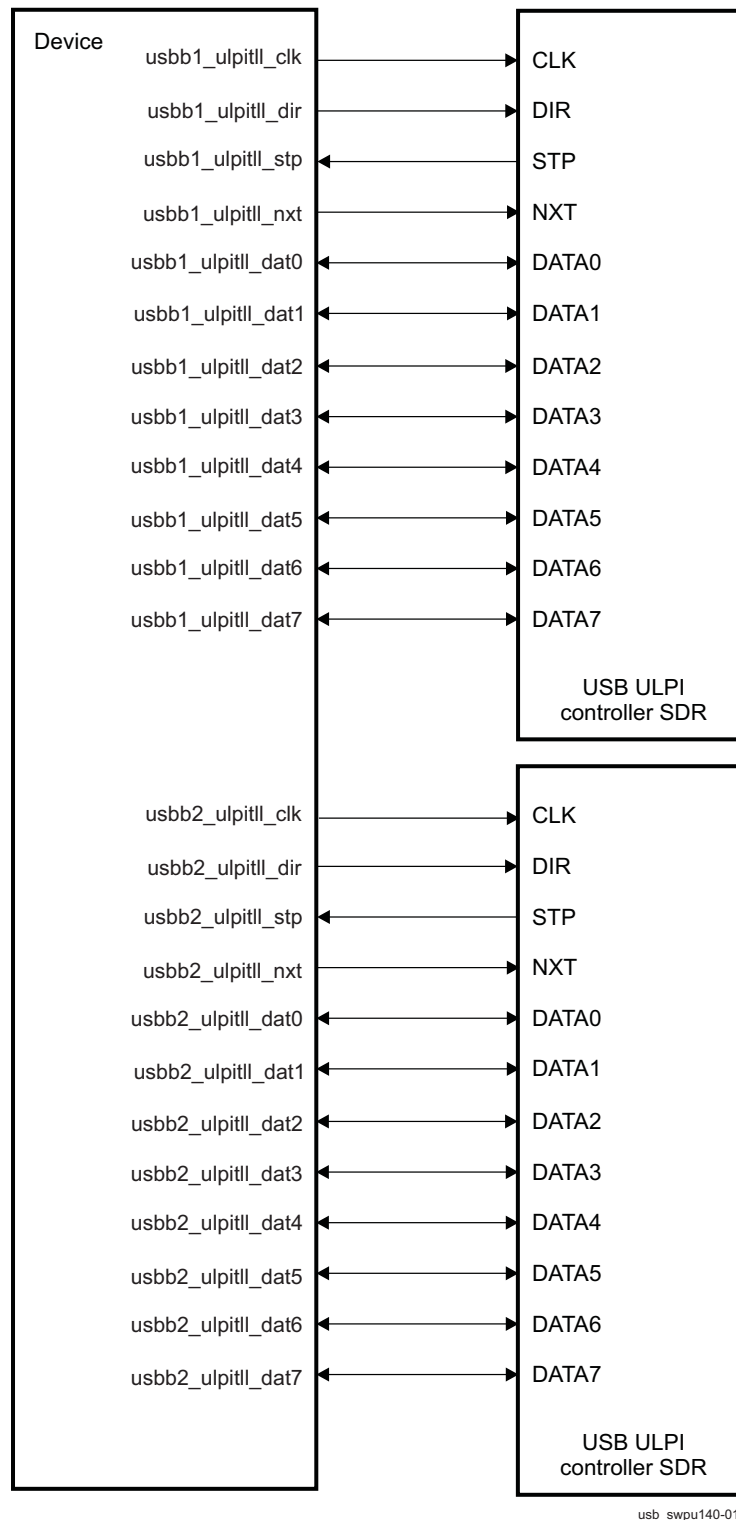 Device
usbb1_ulpitll_clk CLK
usbb1_ulpitll_dir DIR
usbb1_ulpitll_stp STP
usbb1_ulpitll_nxt NXT
usbb1_ulpitll_dat0 DATA0
usbb1_ulpitll_dat1 DATA1
usbb1_ulpitll_dat2 DATA2
usbb1_ulpitll_dat3 DATA3
usbb1_ulpitll_dat4 DATA4
usbb1_ulpitll_dat5 DATA5
usbb1_ulpitll_dat6 DATA6
usbb1_ulpitll_dat7 DATA7
USB ULPI
controller SDR
usbb2_ulpitll_clk CLK
usbb2_ulpitll_dir DIR
usbb2_ulpitll_stp STP
usbb2_ulpitll_nxt NXT
usbb2_ulpitll_dat0 DATA0
usbb2_ulpitll_dat1 DATA1
usbb2_ulpitll_dat2 DATA2
usbb2_ulpitll_dat3 DATA3
usbb2_ulpitll_dat4 DATA4
usbb2_ulpitll_dat5 DATA5
usbb2_ulpitll_dat6 DATA6
usbb2_ulpitll_dat7 DATA7
USB ULPI
controller SDR
usb_swpu140-01